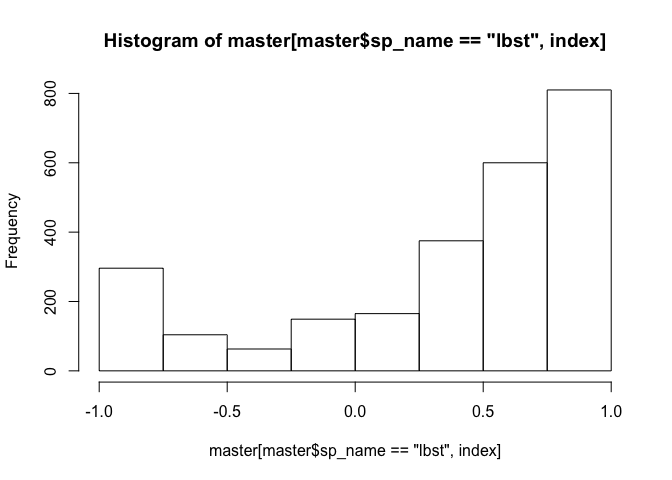 Histogram of master[master$sp_name == "lbst", index]
Frequency
800
600
400
200
0
-1.0 -0.5 0.0 0.5 1.0
master[master$sp_name == "lbst", index]